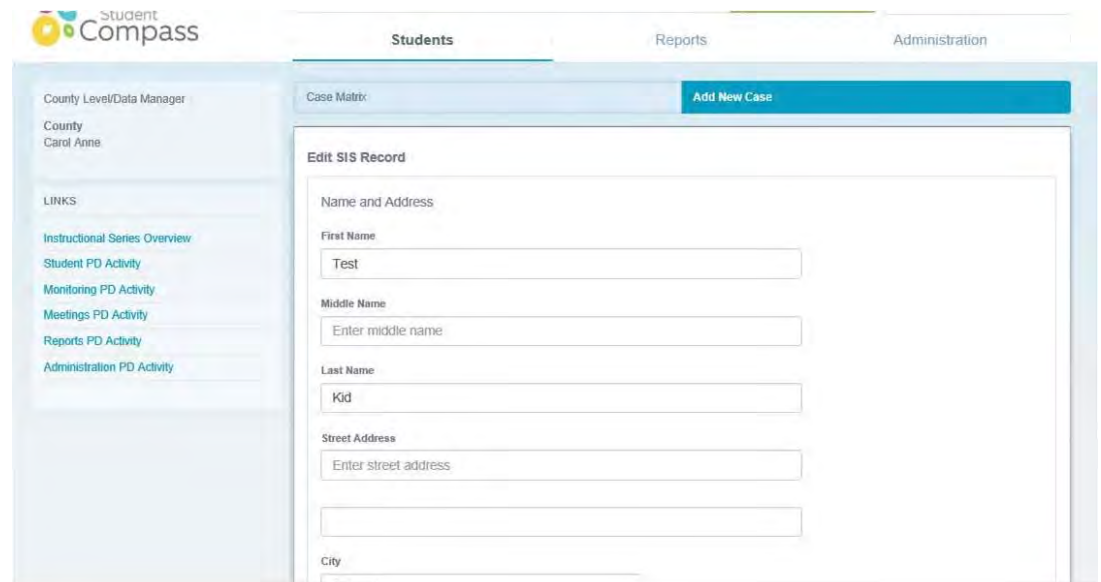 Student
Compass
Students
Reports
Administration
County Level/Data Manager
County
Carol Anne
LINKS
Instructional Series Overview
Student PD Activity
Monitoring PD Activity
Meetings PD Activity
Reports PD Activity
Administration PD Activity
Case Matrix
Add New Case
Edit SIS Record
Name and Address
First Name
Test
Middle Name
Enter middle name
Last Name
Kid
Street Address
Enter street address
City